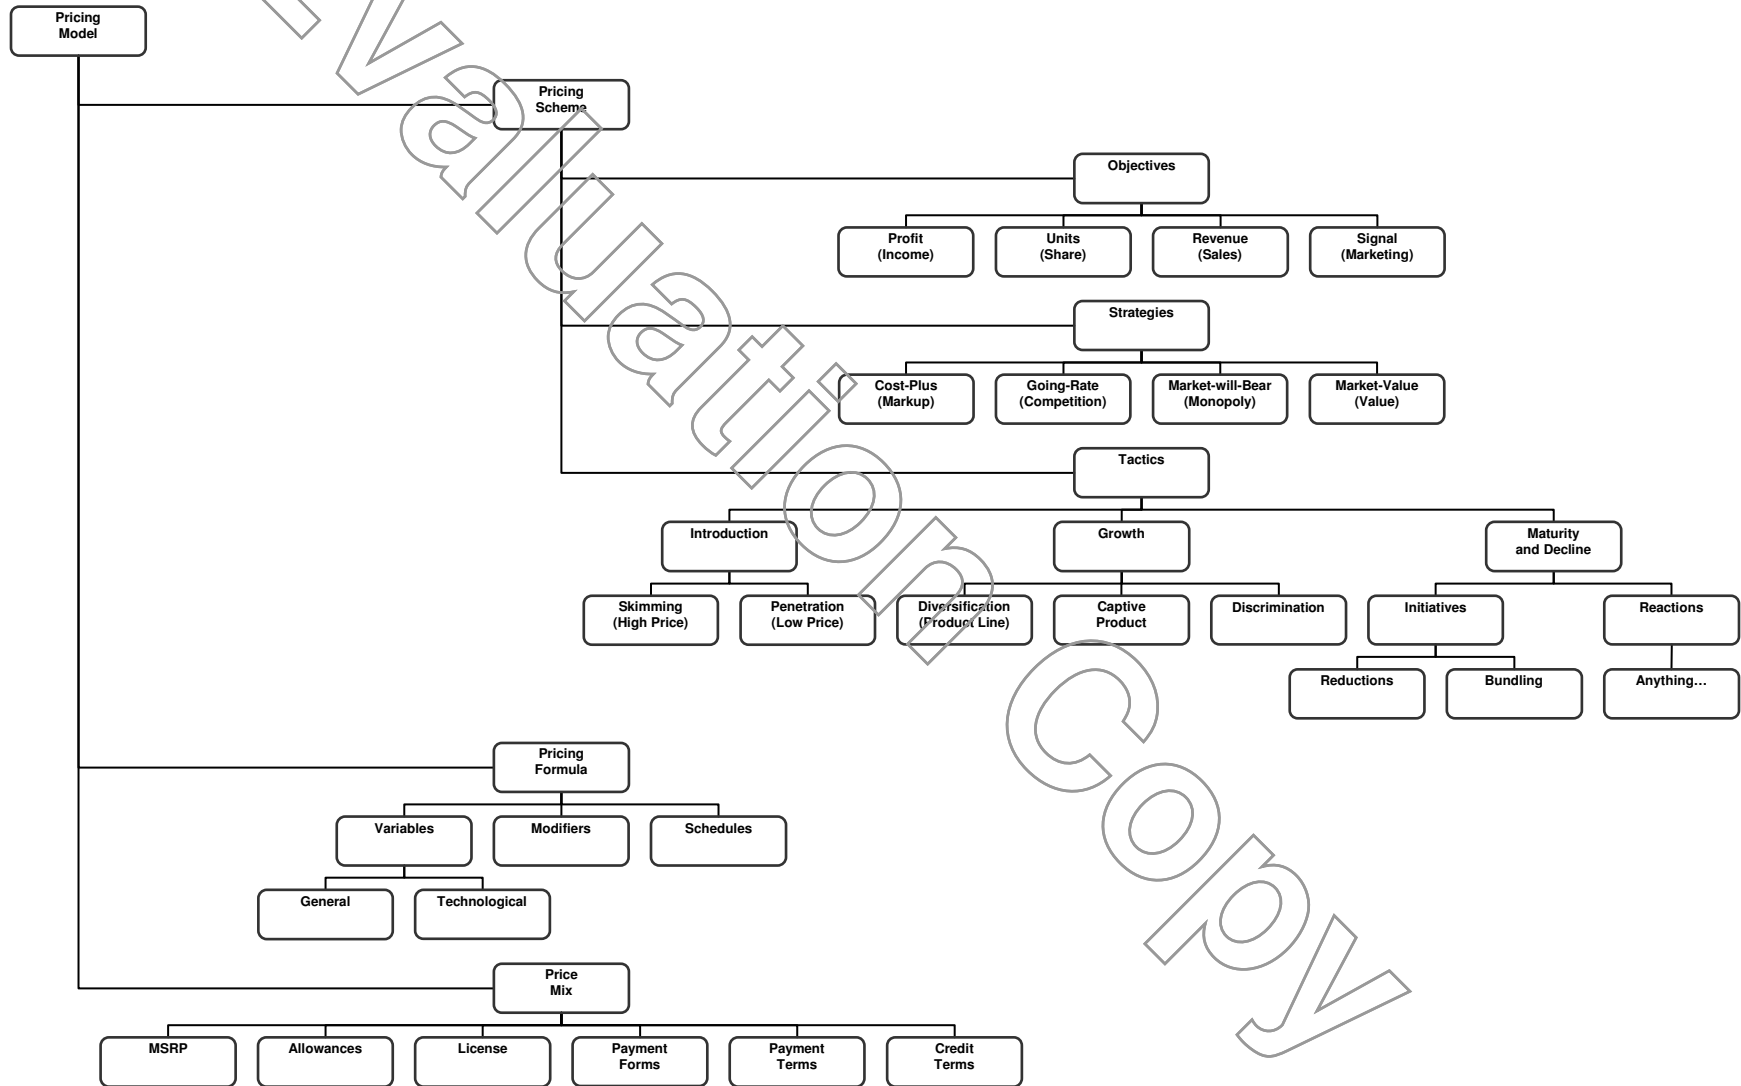 Pricing
Model
Pricing
Scheme
Objectives
Profit
(Income)
Units
(Share)
Revenue
(Sales)
Signal
(Marketing)
Strategies
Cost-Plus
(Markup)
Going-Rate
(Competition)
Market-will-Bear
(Monopoly)
Market-Value
(Value)
Tactics
Introduction
Growth
Maturity
and Decline
Skimming
(High Price)
Penetration
(Low Price)
Diversification
(Product Line)
Captive
Product
Discrimination
Initiatives
Reactions
Reductions
Bundling
Anything…
Pricing
Formula
Variables
Modifiers
Schedules
General
Technological
Price
Mix
MSRP
Allowances
License
Payment
Forms
Payment
Terms
Credit
Terms
valuation Copy